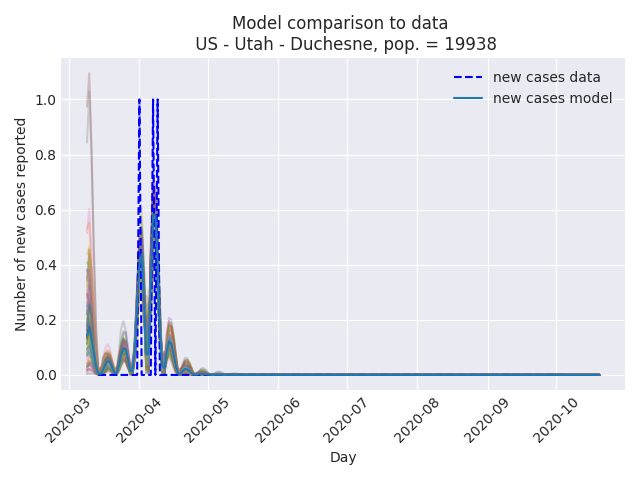 Model comparison to data
US - Utah - Duchesne, pop. = 19938
new cases data
new cases model
Number of new cases reported
1.0
0.8
0.6
0.4
0.2
0.0
2020-03
2020-04
2020-05
2020-06
2020-07
2020-08
2020-09
2020-10
Day